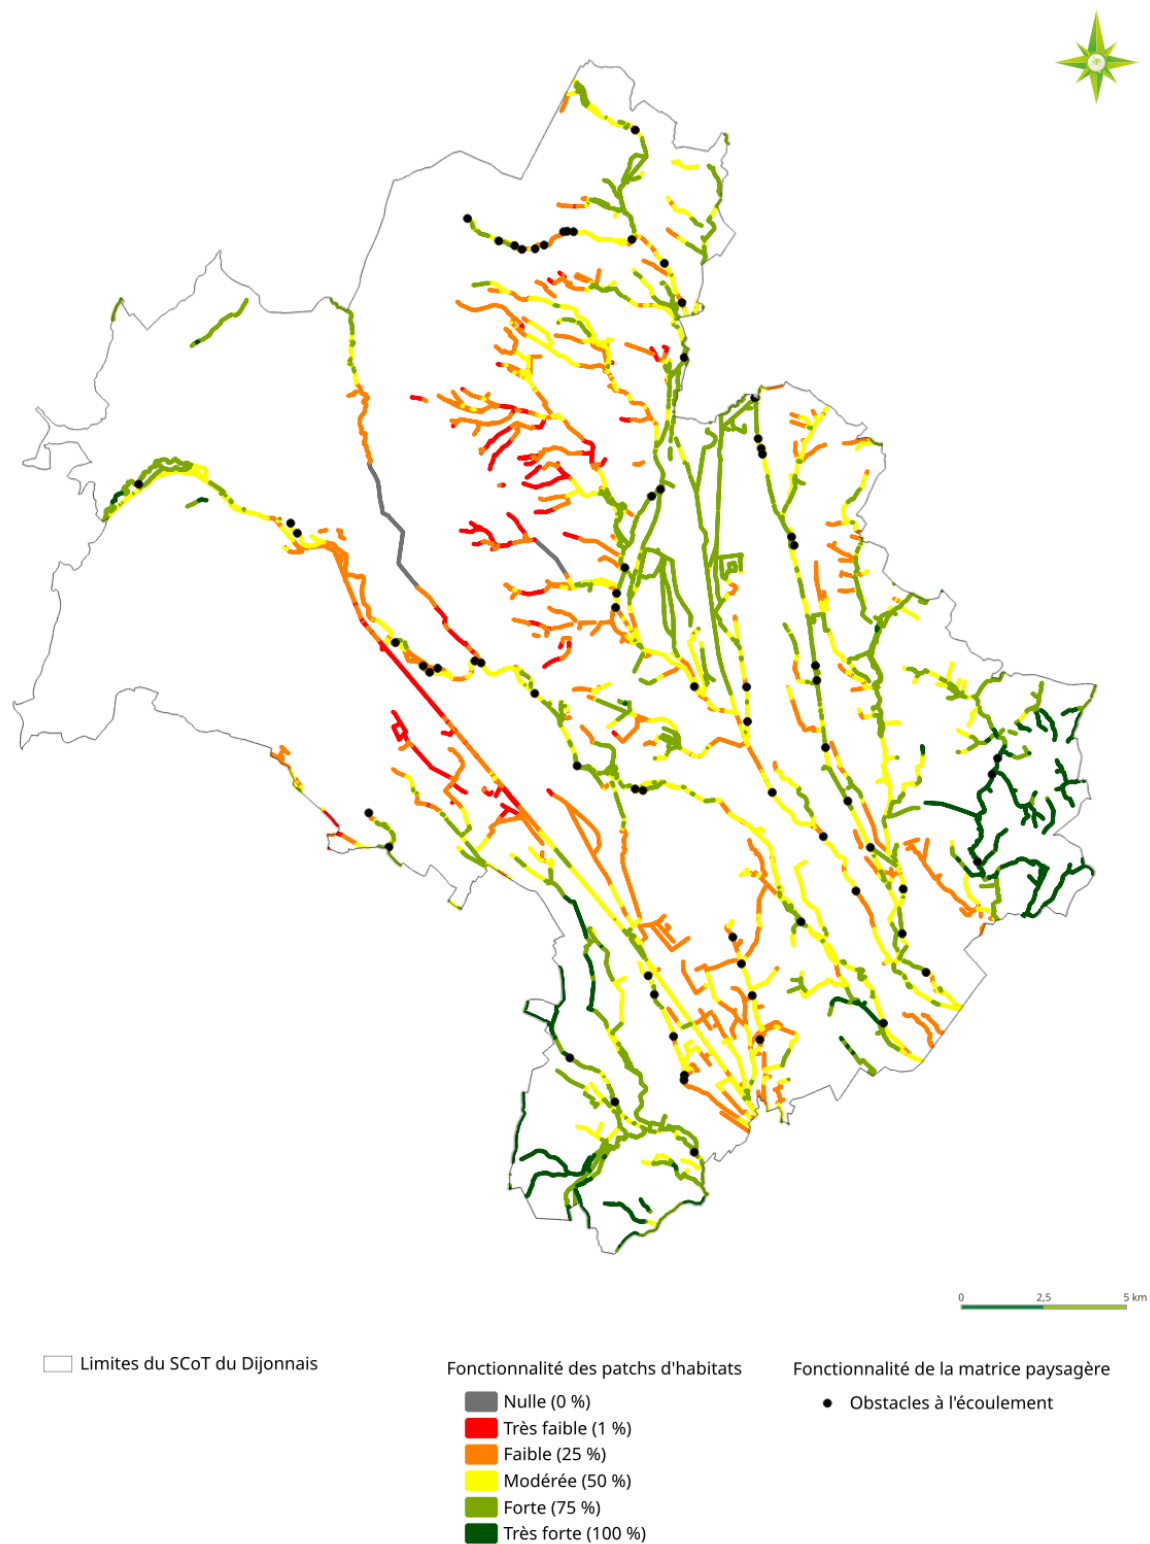 0 2,5 5 km
Limites du SCoT du Dijonnais
Fonctionnalité des patchs d'habitats
Nulle (0 %)
Très faible (1 %)
Faible (25 %)
Modérée (50 %)
Forte (75 %)
Très forte (100 %)
Fonctionnalité de la matrice paysagère
Obstacles à l'écoulement